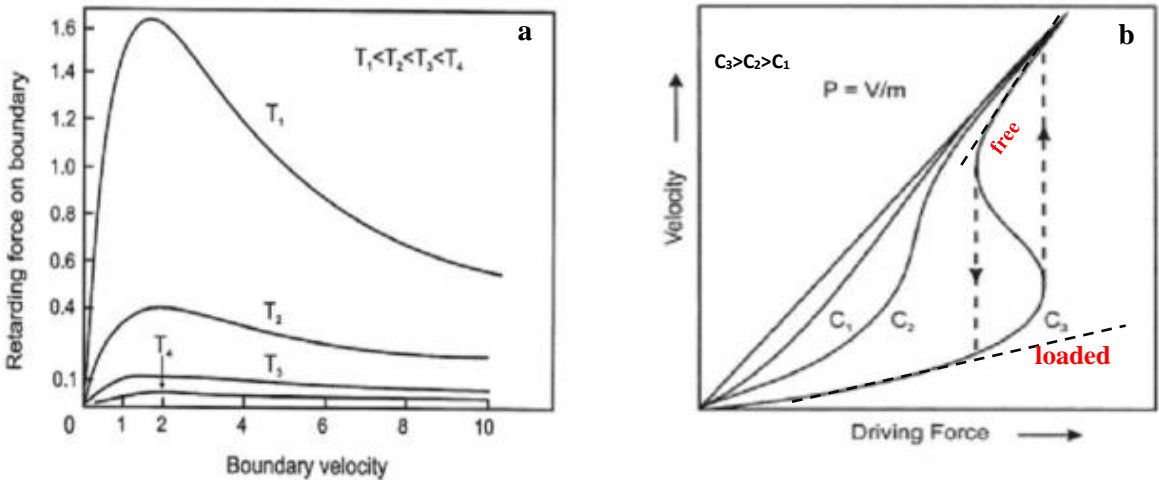 a
T₁<T₂<T₃<T₄
Retarding force on boundary
1.6
1.4
1.2
1.0
0.8
0.6
0.4
0.1
0
T₁
T₂
T₄
T₃
1
2
4
6
8
10
Boundary velocity
b
C₃>C₂>C₁
P = V/m
free
Velocity
C₁
C₂
C₃
loaded
Driving Force